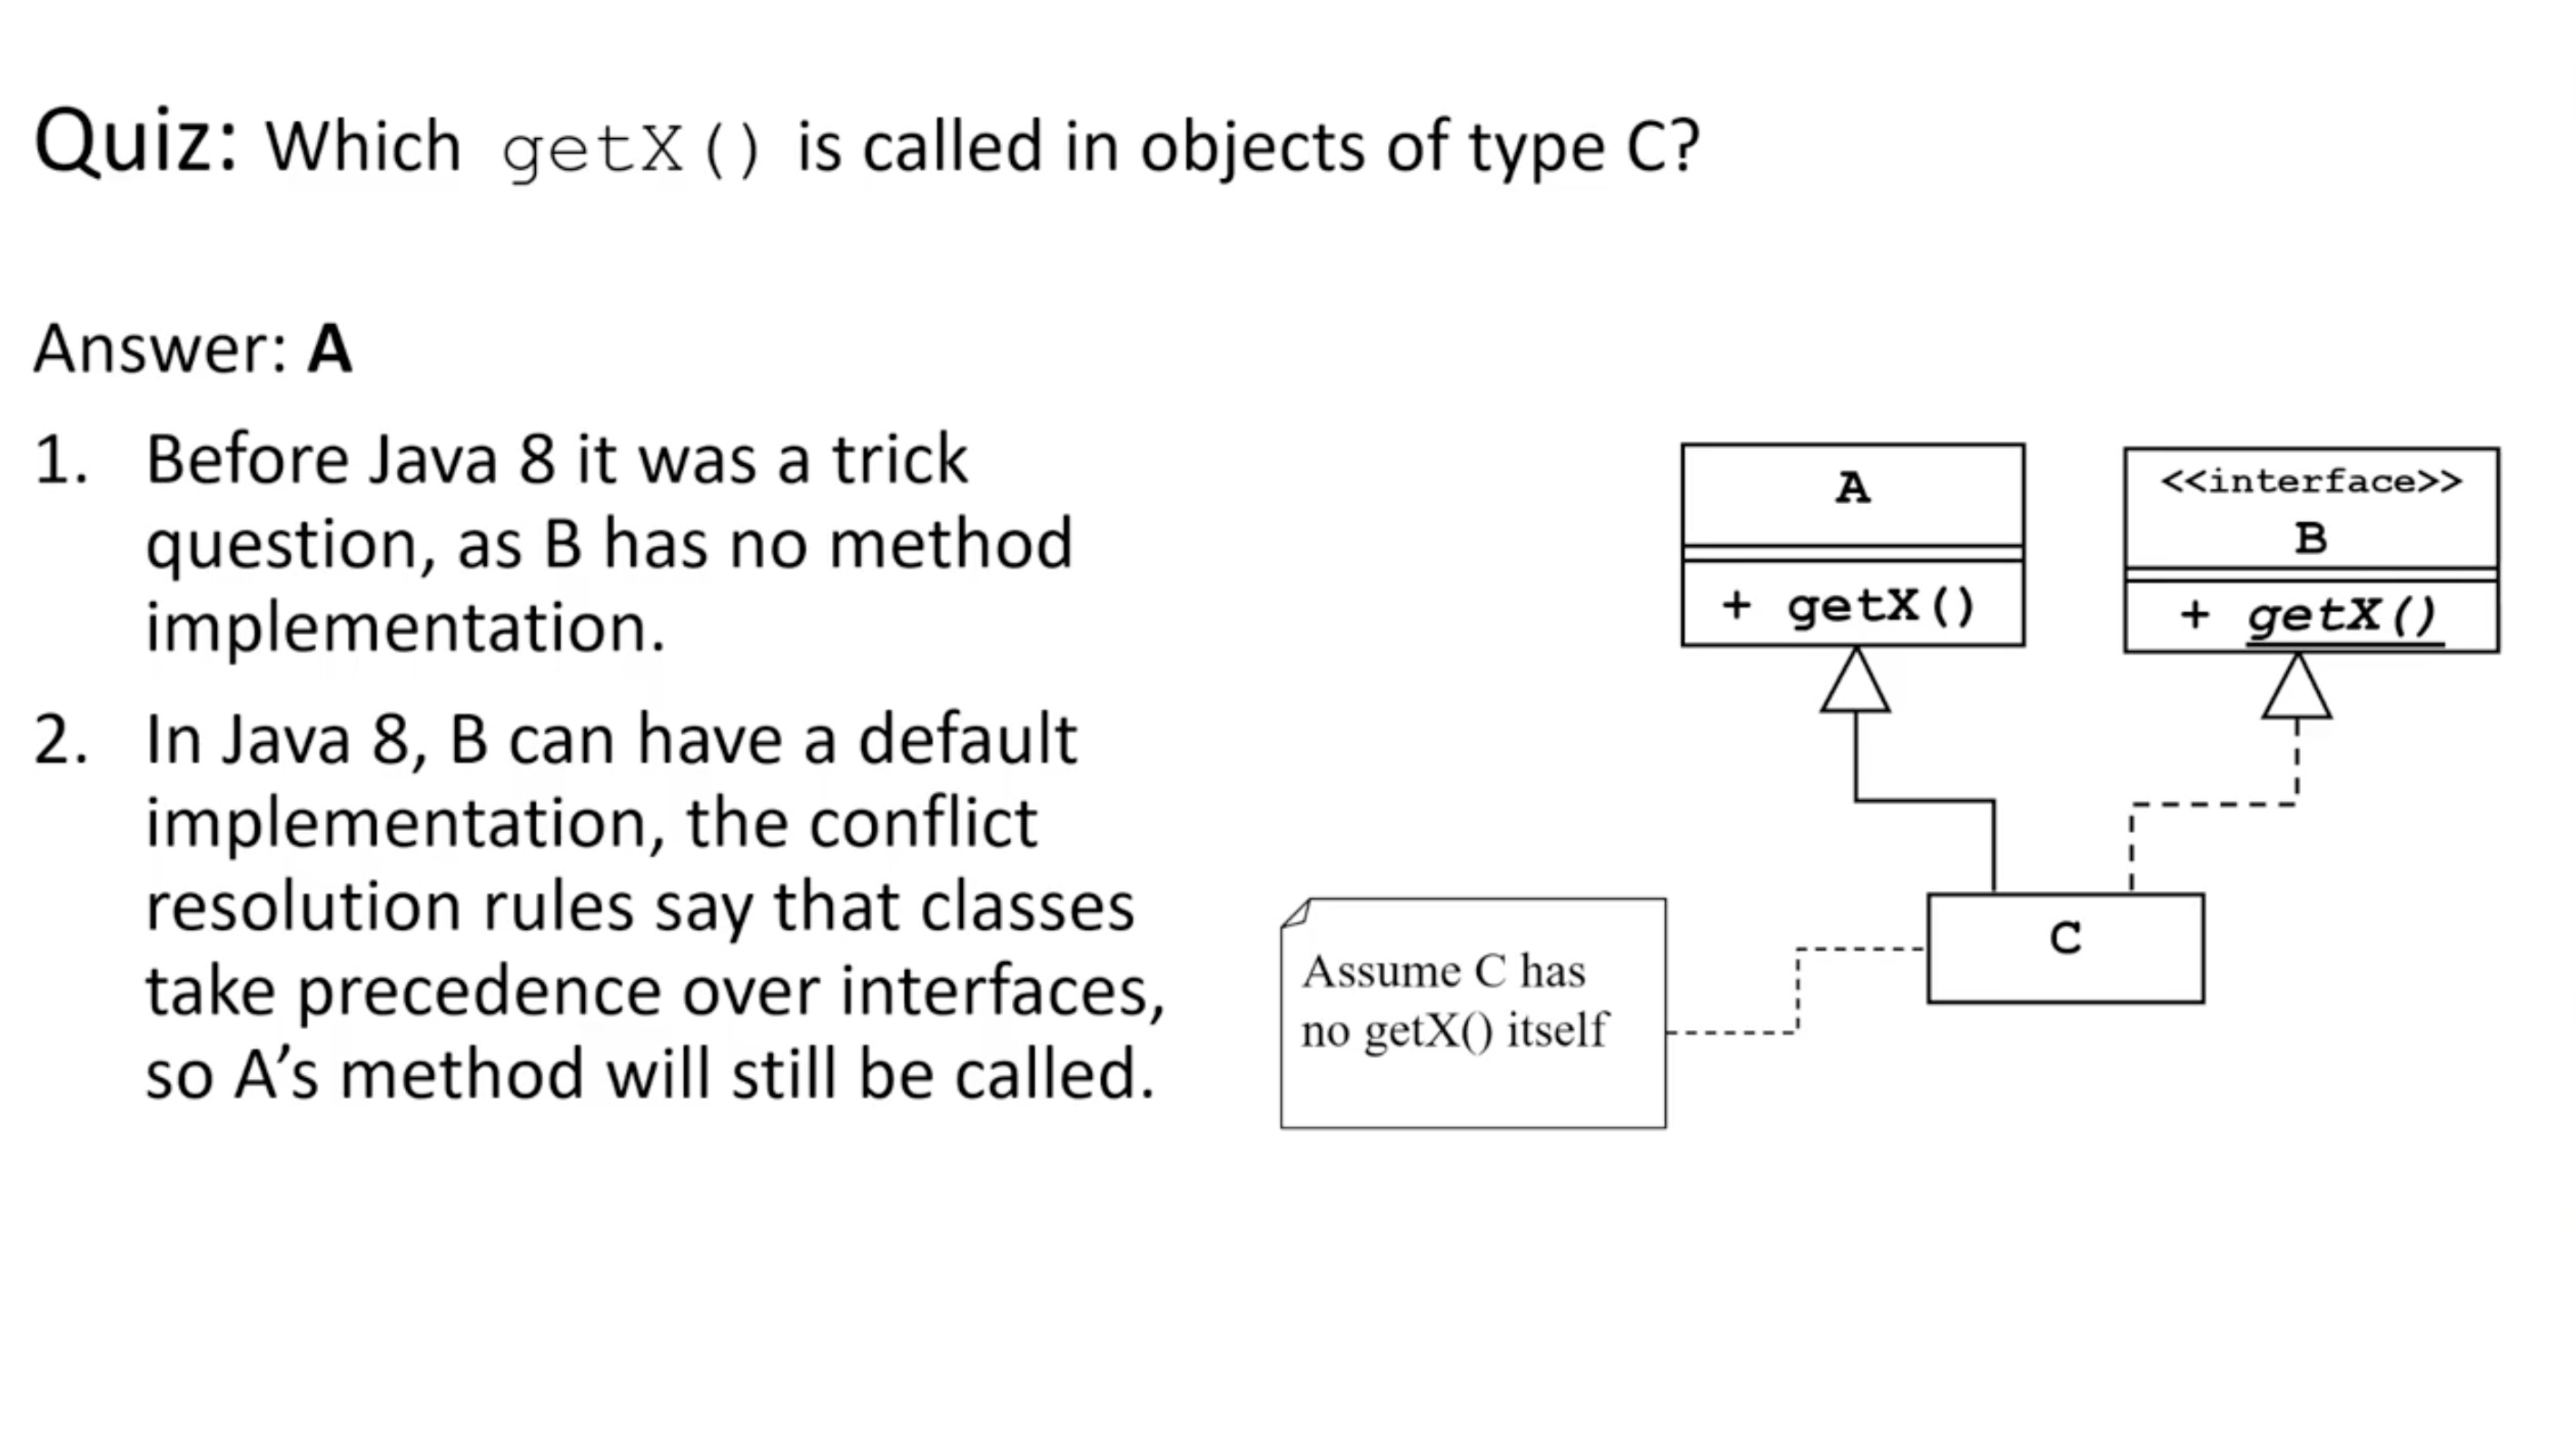 Quiz: Which getX() is called in objects of type C?
Answer: A
1. Before Java 8 it was a trick
question, as B has no method
implementation.
2. In Java 8, B can have a default
implementation, the conflict
resolution rules say that classes
take precedence over interfaces,
so A’s method will still be called.
A
+ getX()
<<interface>>
B
+ getX()
C
Assume C has
no getX() itself